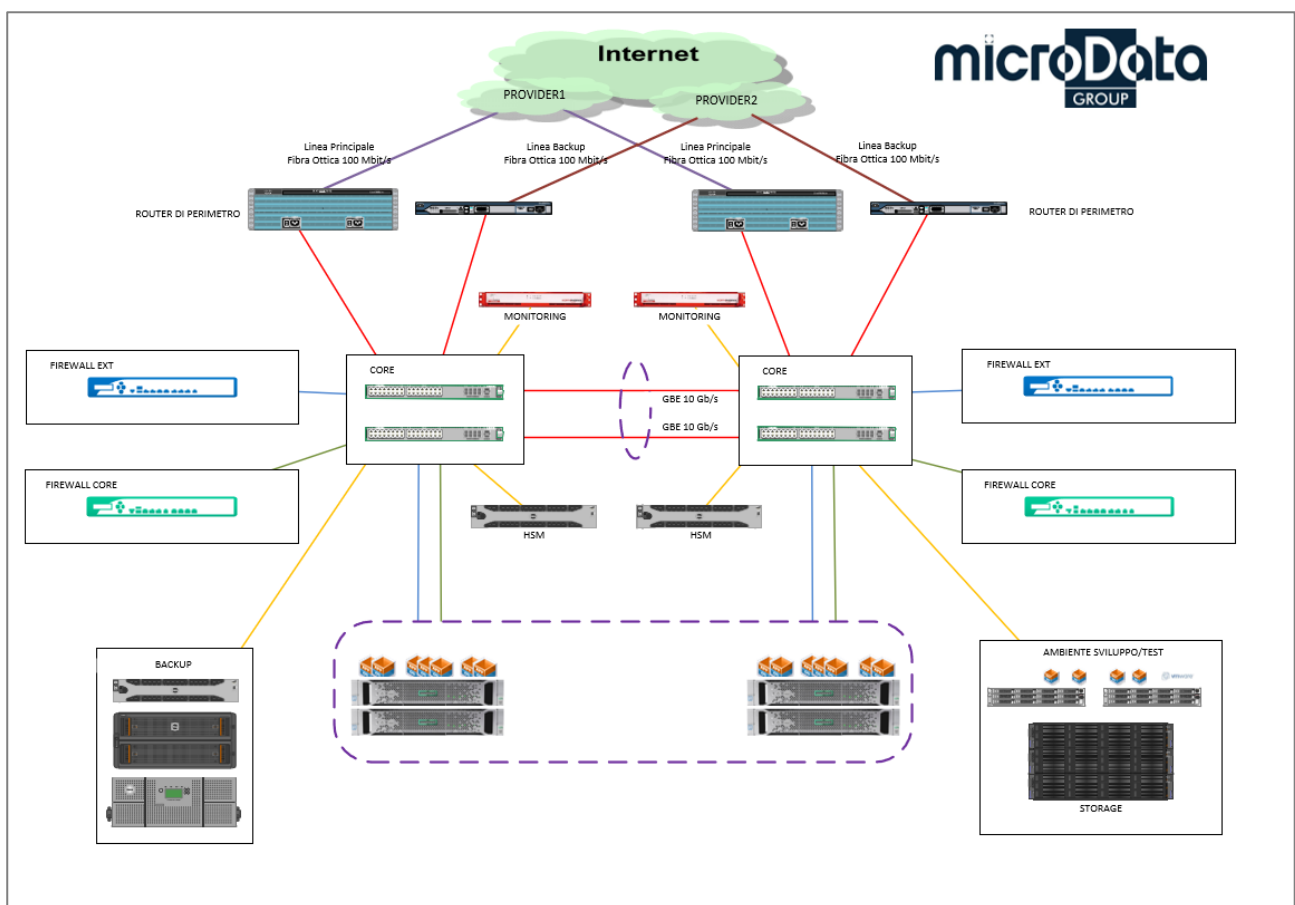 Internet
microData
GROUP
PROVIDER1
PROVIDER2
Linea Principale
Fibra Ottica 100 Mbit/s
Linea Backup
Fibra Ottica 100 Mbit/s
Linea Principale
Fibra Ottica 100 Mbit/s
Linea Backup
Fibra Ottica 100 Mbit/s
ROUTER DI PERIMETRO
ROUTER DI PERIMETRO
MONITORING
MONITORING
FIREWALL EXT
CORE
CORE
FIREWALL EXT
GBE 10 Gb/s
GBE 10 Gb/s
FIREWALL CORE
FIREWALL CORE
HSM
HSM
BACKUP
AMBIENTE SVILUPPO/TEST
STORAGE